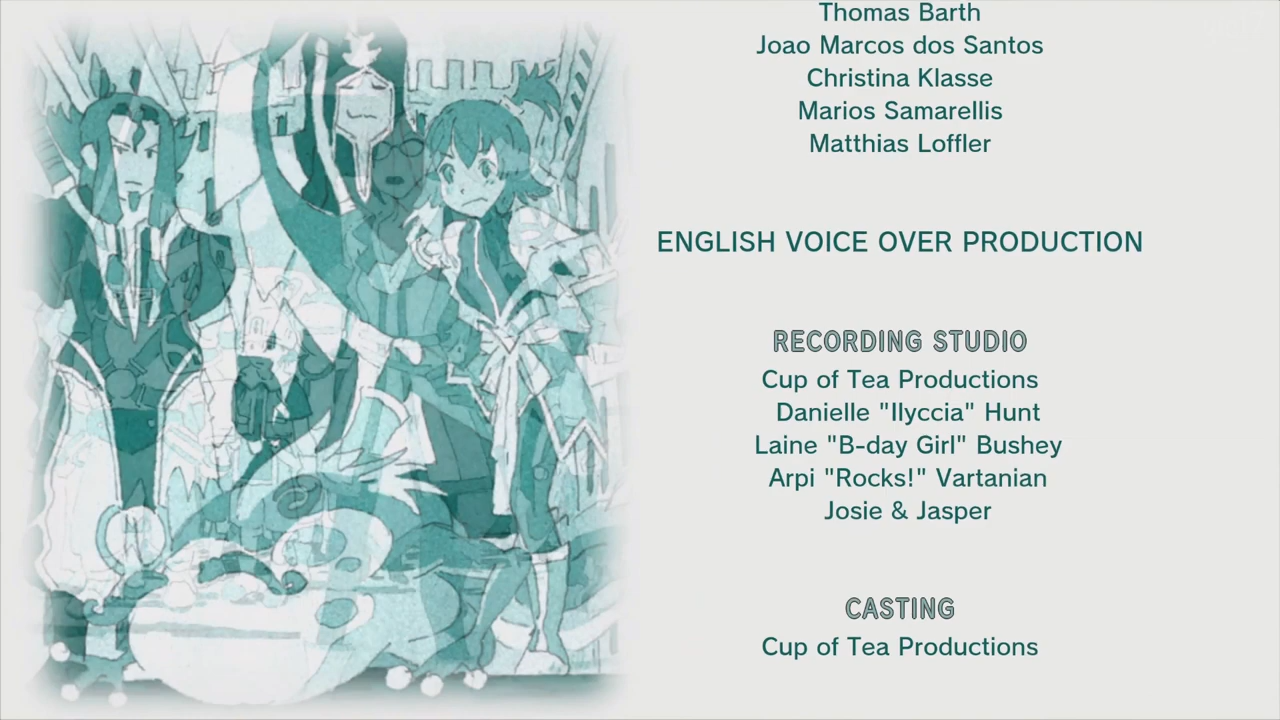 Thomas Barth
Joao Marcos dos Santos
Christina Klasse
Marios Samarellis
Matthias Loffler
ENGLISH VOICE OVER PRODUCTION
RECORDING STUDIO
Cup of Tea Productions
Danielle "Ilyccia" Hunt
Laine "B-day Girl" Bushey
Arpi "Rocks!" Vartanian
Josie & Jasper
CASTING
Cup of Tea Productions